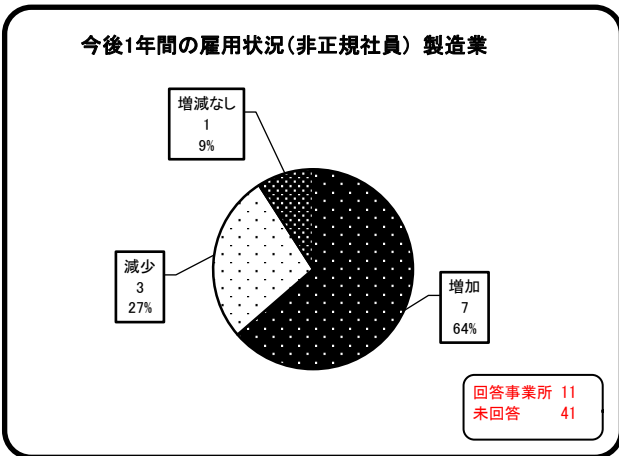 今後1年間の雇用状況(非正規社員) 製造業
増減なし
1
9%
減少
3
27%
増加
7
64%
回答事業所 11
未回答 41